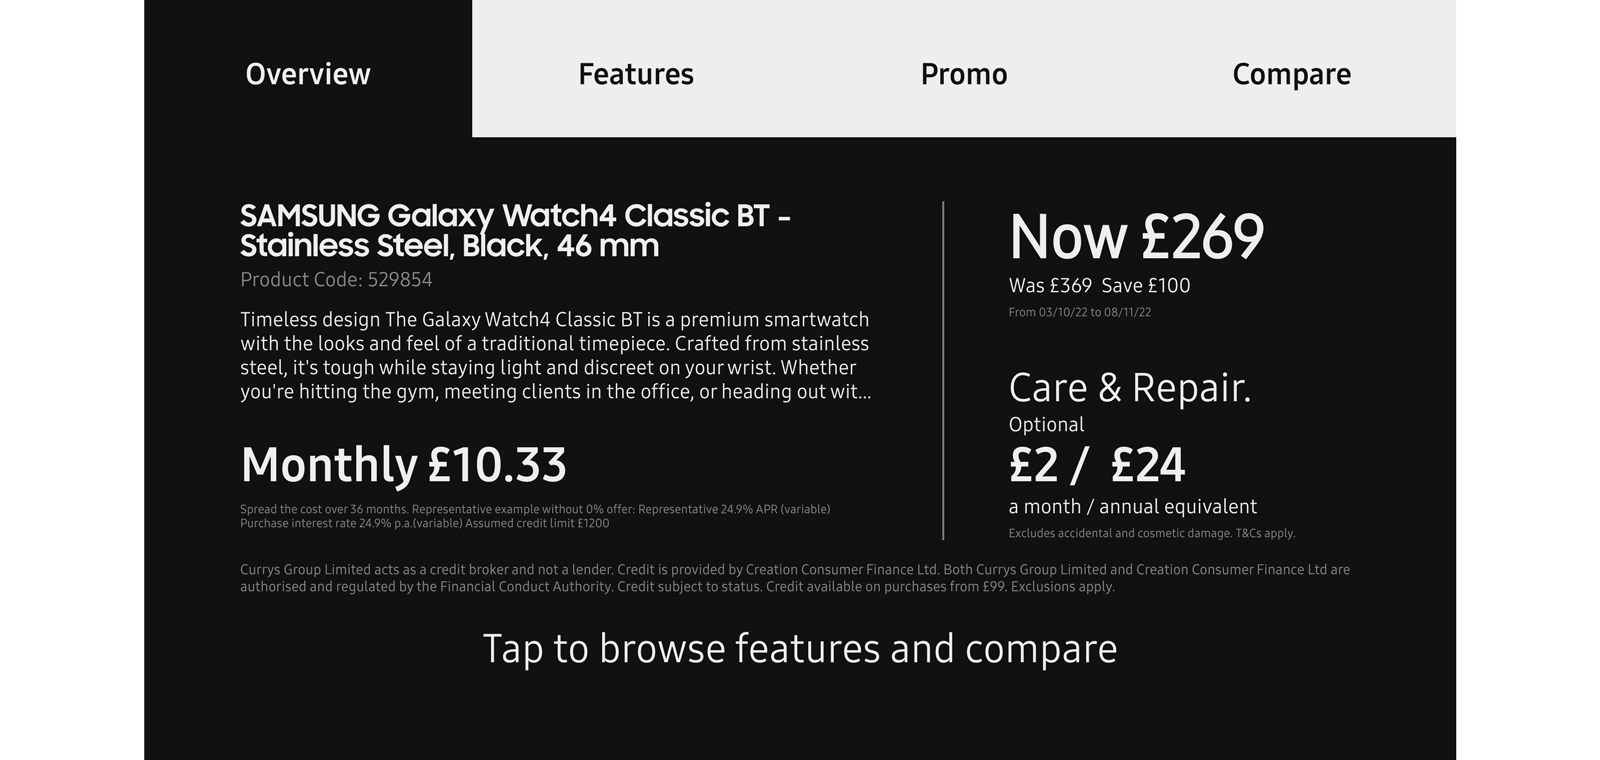 Overview
Features
Promo
Compare
SAMSUNG Galaxy Watch4 Classic BT -
Stainless Steel, Black, 46 mm
Product Code: 529854
Timeless design The Galaxy Watch4 Classic BT is a premium smartwatch
with the looks and feel of a traditional timepiece. Crafted from stainless
steel, it's tough while staying light and discreet on your wrist. Whether
you're hitting the gym, meeting clients in the office, or heading out wit...
Monthly £10.33
Spread the cost over 36 months. Representative example without 0% offer: Representative 24.9% APR (variable)
Purchase interest rate 24.9% p.a.(variable) Assumed credit limit £1200
Now £269
Was £369 Save £100
From 03/10/22 to 08/11/22
Care & Repair.
Optional
£2 / £24
a month / annual equivalent
Excludes accidental and cosmetic damage. T&Cs apply.
Currys Group Limited acts as a credit broker and not a lender. Credit is provided by Creation Consumer Finance Ltd. Both Currys Group Limited and Creation Consumer Finance Ltd are
authorised and regulated by the Financial Conduct Authority. Credit subject to status. Credit available on purchases from £99. Exclusions apply.
Tap to browse features and compare